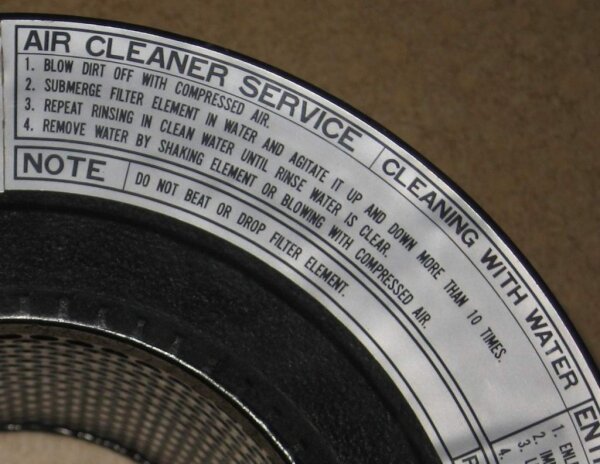 AIR CLEANER SERVICE
CLEANING WITH WATER
1. BLOW DIRT OFF WITH COMPRESSED AIR.
2. SUBMERGE FILTER ELEMENT IN WATER AND AGITATE IT UP AND DOWN MORE THAN 10 TIMES.
3. REPEAT RINSING IN CLEAN WATER UNTIL RINSE WATER IS CLEAR.
4. REMOVE WATER BY SHAKING ELEMENT OR BLOWING WITH COMPRESSED AIR.
NOTE
DO NOT BEAT OR DROP FILTER ELEMENT.